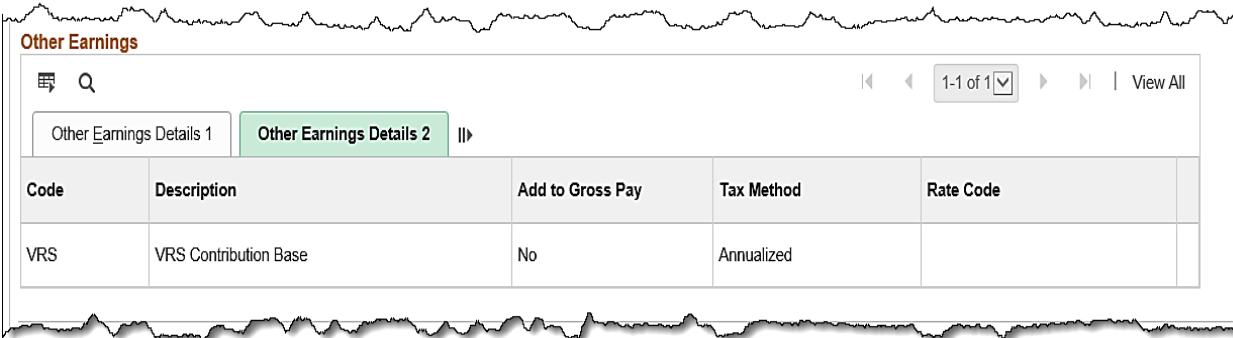 Other Earnings
1-1 of 1 | View All
Other Earnings Details 1 Other Earnings Details 2
Code Description Add to Gross Pay Tax Method Rate Code
VRS VRS Contribution Base No Annualized